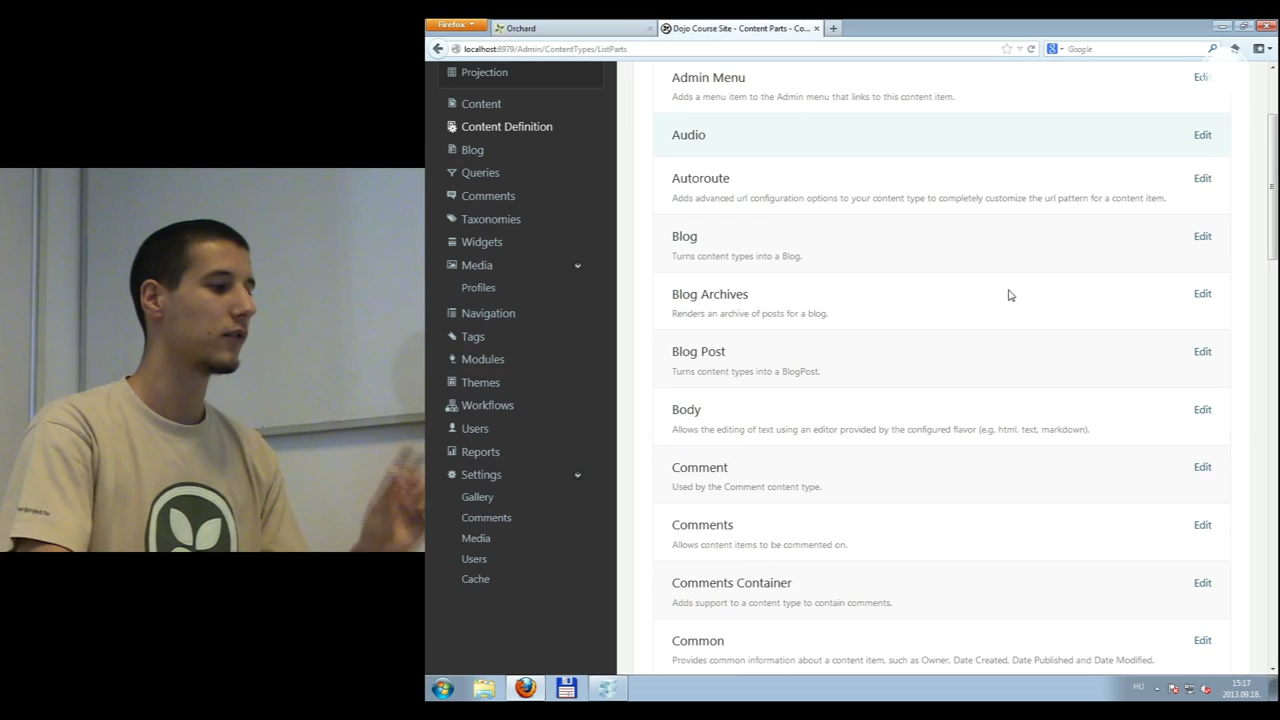 Firefox
Orchard
Dojo Course Site - Content Parts - Co...
localhost:8979/Admin/ContentTypes/ListParts
Google
Projection
Content
Content Definition
Blog
Queries
Comments
Taxonomies
Widgets
Media
Profiles
Navigation
Tags
Modules
Themes
Workflows
Users
Reports
Settings
Gallery
Comments
Media
Users
Cache
Admin Menu
Edit
Adds a menu item to the Admin menu that links to this content item.
Audio
Edit
Autoroute
Edit
Adds advanced url configuration options to your content type to completely customize the url pattern for a content item.
Blog
Edit
Turns content types into a Blog.
Blog Archives
Edit
Renders an archive of posts for a blog.
Blog Post
Edit
Turns content types into a BlogPost.
Body
Edit
Allows the editing of text using an editor provided by the configured flavor (e.g. html, text, markdown).
Comment
Edit
Used by the Comment content type.
Comments
Edit
Allows content items to be commented on.
Comments Container
Edit
Adds support to a content type to contain comments.
Common
Edit
Provides common information about a content item, such as Owner, Date Created, Date Published and Date Modified.
HU
15:17
2013.09.18.